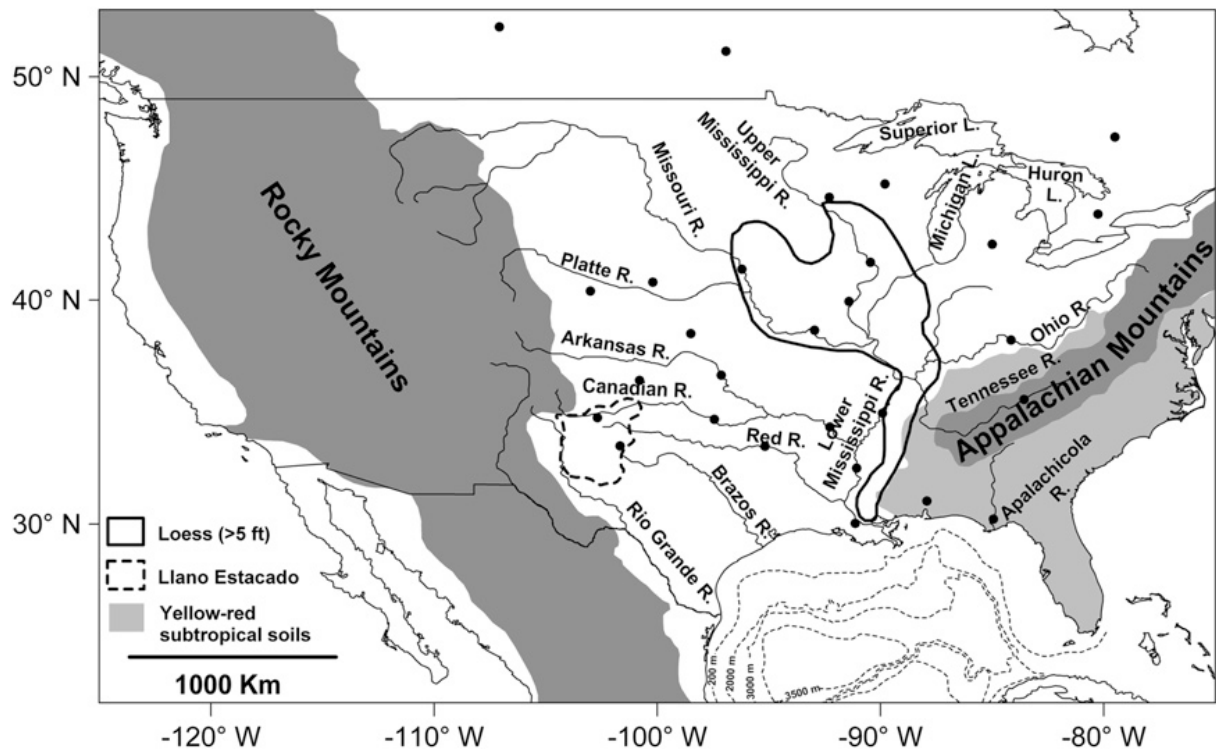 50° N
40° N
30° N
Rocky Mountains
Missouri R.
Upper
Mississippi R.
Superior L.
Michigan L.
Huron
L.
Platte R.
Arkansas R.
Canadian R.
Red R.
Lower
Mississippi R.
Ohio R.
Tennessee R.
Appalachian Mountains
Apalachicola
R.
Brazos R.
Rio Grande R.
200 m
2000 m
3000 m
3500 m
Loess (>5 ft)
Llano Estacado
Yellow-red
subtropical soils
1000 Km
-120° W
-110° W
-100° W
-90° W
-80° W